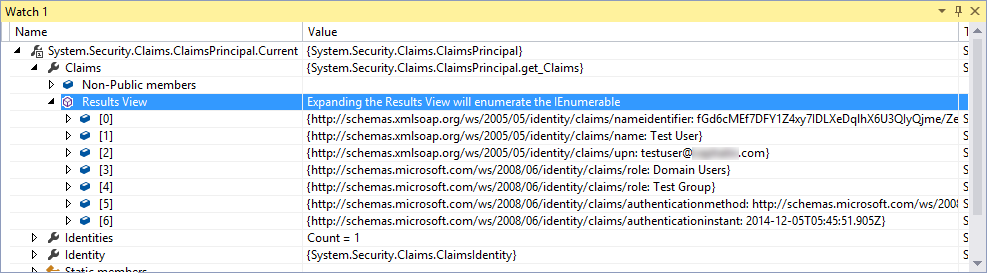 Watch 1
Name Value T
System.Security.Claims.ClaimsPrincipal.Current {System.Security.Claims.ClaimsPrincipal} S
Claims {System.Security.Claims.ClaimsPrincipal.get_Claims} S
Non-Public members
Results View Expanding the Results View will enumerate the IEnumerable
[0] {http://schemas.xmlsoap.org/ws/2005/05/identity/claims/nameidentifier: fGd6cMEf7DFY1Z4xy7IDLXeDqIhX6U3QIyQjme/Ze S
[1] {http://schemas.xmlsoap.org/ws/2005/05/identity/claims/name: Test User} S
[2] {http://schemas.xmlsoap.org/ws/2005/05/identity/claims/upn: testuser@ .com} S
[3] {http://schemas.microsoft.com/ws/2008/06/identity/claims/role: Domain Users} S
[4] {http://schemas.microsoft.com/ws/2008/06/identity/claims/role: Test Group} S
[5] {http://schemas.microsoft.com/ws/2008/06/identity/claims/authenticationmethod: http://schemas.microsoft.com/ws/2008 S
[6] {http://schemas.microsoft.com/ws/2008/06/identity/claims/authenticationinstant: 2014-12-05T05:45:51.905Z} S
Identities Count = 1 S
Identity {System.Security.Claims.ClaimsIdentity} S
Static members